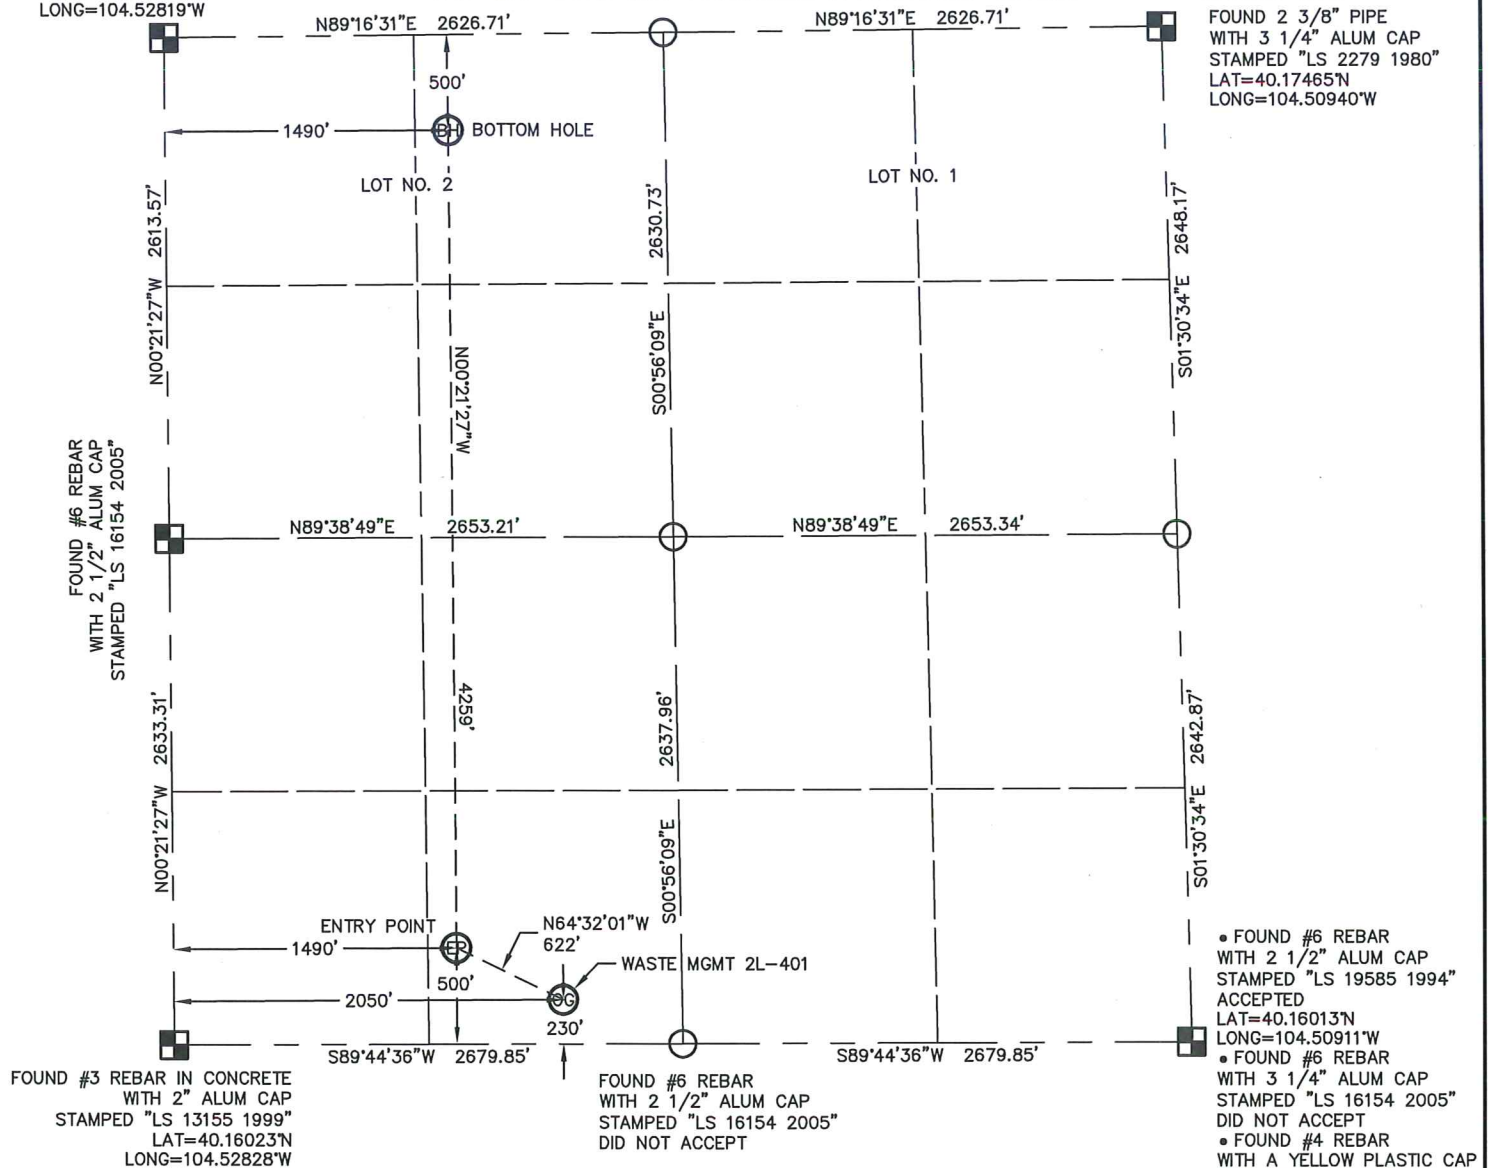 LONG=104.52819°W
N89°16'31"E 2626.71'
N89°16'31"E 2626.71'
FOUND 2 3/8" PIPE
WITH 3 1/4" ALUM CAP
STAMPED "LS 2279 1980"
LAT=40.17465°N
LONG=104.50940°W
500'
1490'
BH
BOTTOM HOLE
LOT NO. 2
LOT NO. 1
N00°21'27"W 2613.57'
2630.73'
S00°56'09"E
S01°30'34"E 2648.17'
N00°21'27"W
FOUND #6 REBAR
WITH 2 1/2" ALUM CAP
STAMPED "LS 16154 2005"
N89°38'49"E 2653.21'
N89°38'49"E 2653.34'
N00°21'27"W 2633.31'
4259'
2637.96'
S00°56'09"E
S01°30'34"E 2642.87'
ENTRY POINT
1490'
N64°32'01"W
622'
WASTE MGMT 2L-401
500'
2050'
230'
S89°44'36"W 2679.85'
S89°44'36"W 2679.85'
FOUND #3 REBAR IN CONCRETE
WITH 2" ALUM CAP
STAMPED "LS 13155 1999"
LAT=40.16023°N
LONG=104.52828°W
FOUND #6 REBAR
WITH 2 1/2" ALUM CAP
STAMPED "LS 16154 2005"
DID NOT ACCEPT
• FOUND #6 REBAR
WITH 2 1/2" ALUM CAP
STAMPED "LS 19585 1994"
ACCEPTED
LAT=40.16013°N
LONG=104.50911°W
• FOUND #6 REBAR
WITH 3 1/4" ALUM CAP
STAMPED "LS 16154 2005"
DID NOT ACCEPT
• FOUND #4 REBAR
WITH A YELLOW PLASTIC CAP